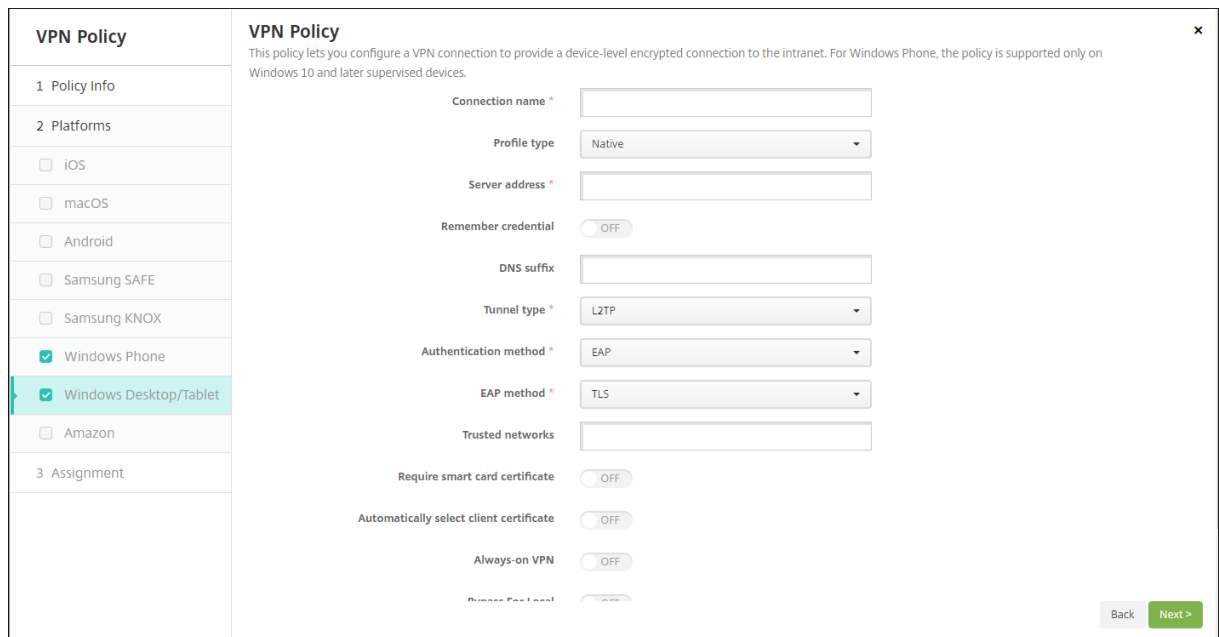 VPN Policy
1 Policy Info
2 Platforms
iOS
macOS
Android
Samsung SAFE
Samsung KNOX
Windows Phone
Windows Desktop/Tablet
Amazon
3 Assignment
VPN Policy
×
This policy lets you configure a VPN connection to provide a device-level encrypted connection to the intranet. For Windows Phone, the policy is supported only on
Windows 10 and later supervised devices.
Connection name *
Profile type Native
Server address *
Remember credential OFF
DNS suffix
Tunnel type * L2TP
Authentication method * EAP
EAP method * TLS
Trusted networks
Require smart card certificate OFF
Automatically select client certificate OFF
Always-on VPN OFF
Bypass For Local OFF
Back Next >